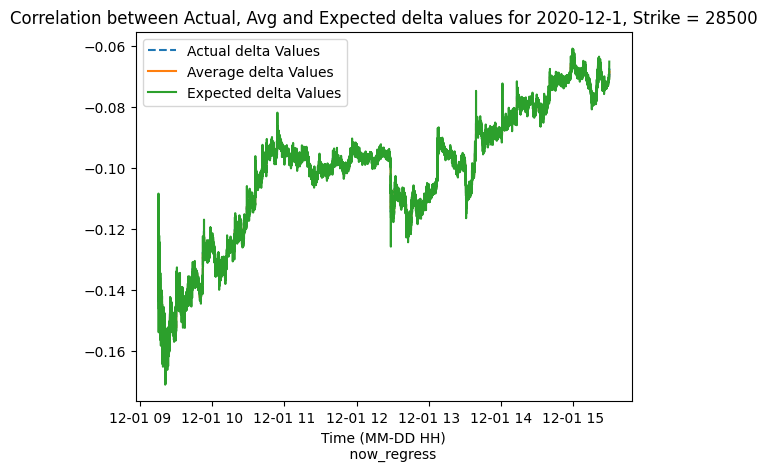 Correlation between Actual, Avg and Expected delta values for 2020-12-1, Strike = 28500
Actual delta Values
Average delta Values
Expected delta Values
−0.06
−0.08
−0.10
−0.12
−0.14
−0.16
12-01 09 12-01 10 12-01 11 12-01 12 12-01 13 12-01 14 12-01 15
Time (MM-DD HH)
now_regress